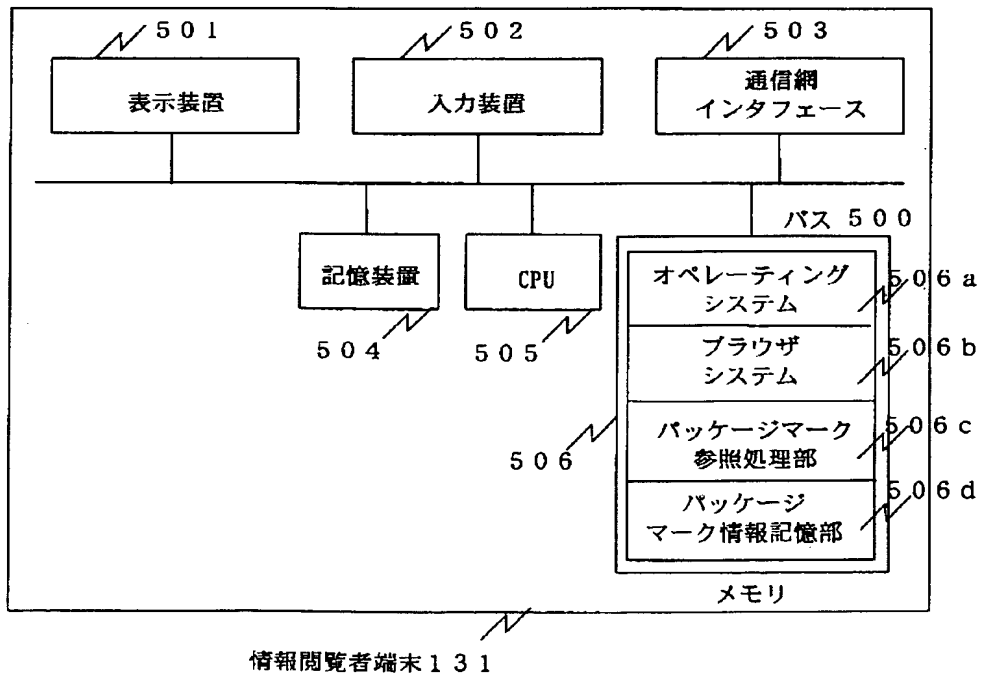 ５０１
５０２
５０３
表示装置
入力装置
通信網
インタフェース
バス ５００
記憶装置
CPU
５０４
５０５
オペレーティング
システム
５０６a
ブラウザ
システム
５０６b
パッケージマーク
参照処理部
５０６c
５０６
パッケージ
マーク情報記憶部
５０６d
メモリ
情報閲覧者端末１３１